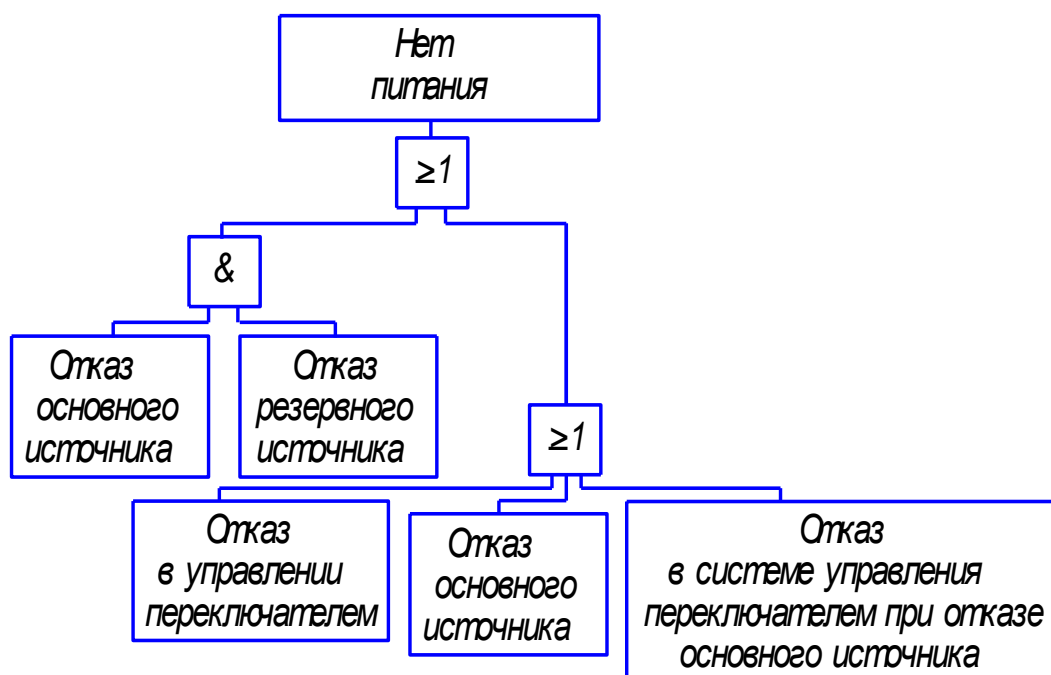 Нет
питания
≥1
&
Отказ
основного
источника
Отказ
резервного
источника
≥1
Отказ
в управлении
переключателем
Отказ
основного
источника
Отказ
в системе управления
переключателем при отказе
основного источника